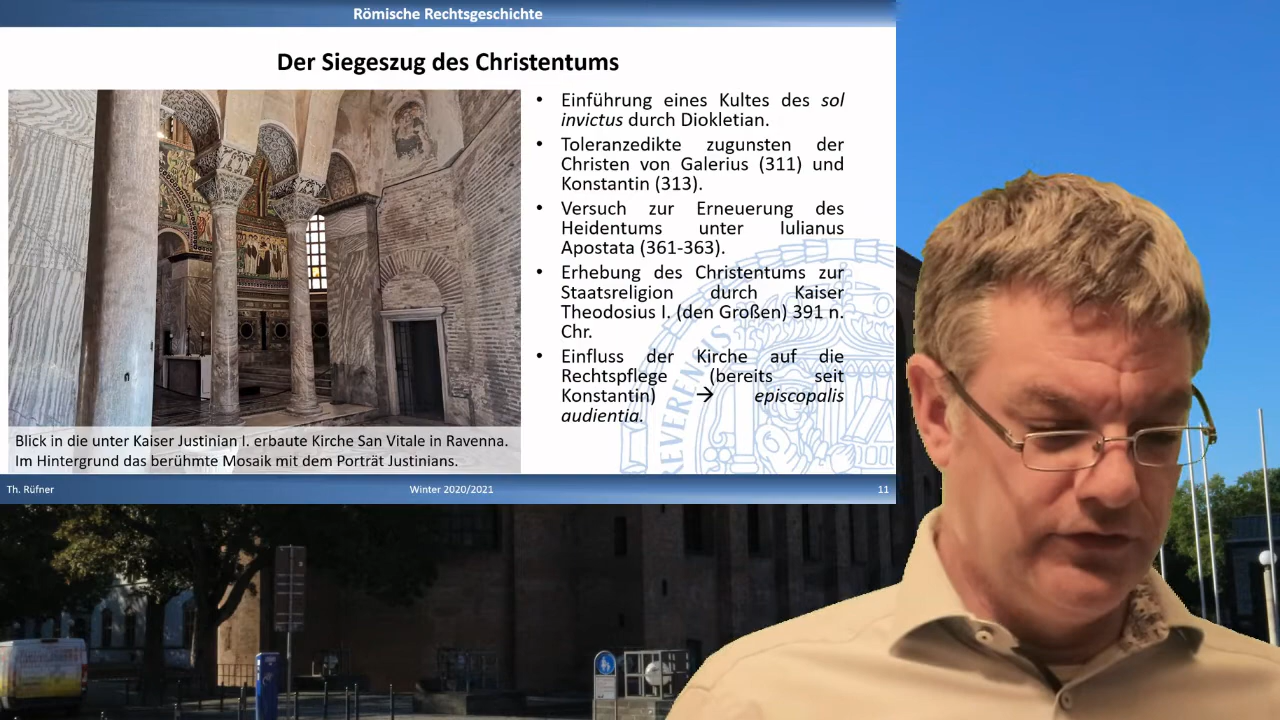 Römische Rechtsgeschichte
Der Siegeszug des Christentums
• Einführung eines Kultes des sol
invictus durch Diokletian.
• Toleranzedikte zugunsten der
Christen von Galerius (311) und
Konstantin (313).
• Versuch zur Erneuerung des
Heidentums unter Iulianus
Apostata (361-363).
• Erhebung des Christentums zur
Staatsreligion durch Kaiser
Theodosius I. (den Großen) 391 n.
Chr.
• Einfluss der Kirche auf die
Rechtspflege (bereits seit
Konstantin) → episcopalis
audientia.
Blick in die unter Kaiser Justinian I. erbaute Kirche San Vitale in Ravenna.
Im Hintergrund das berühmte Mosaik mit dem Porträt Justinians.
Th. Rüfner
Winter 2020/2021
11